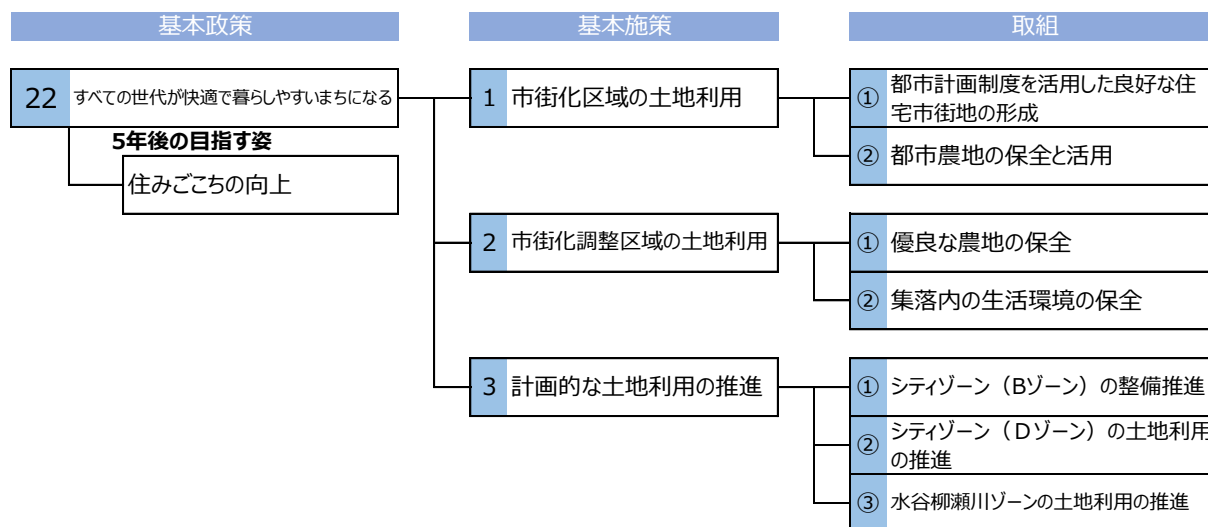 基本政策
基本施策
取組
22 すべての世代が快適で暮らしやすいまちになる
5年後の目指す姿
住みごこちの向上
1 市街化区域の土地利用
① 都市計画制度を活用した良好な住
宅市街地の形成
② 都市農地の保全と活用
2 市街化調整区域の土地利用
① 優良な農地の保全
② 集落内の生活環境の保全
3 計画的な土地利用の推進
① シティゾーン（Bゾーン）の整備推進
② シティゾーン（Ｄゾーン）の土地利用
の推進
③ 水谷柳瀬川ゾーンの土地利用の推進